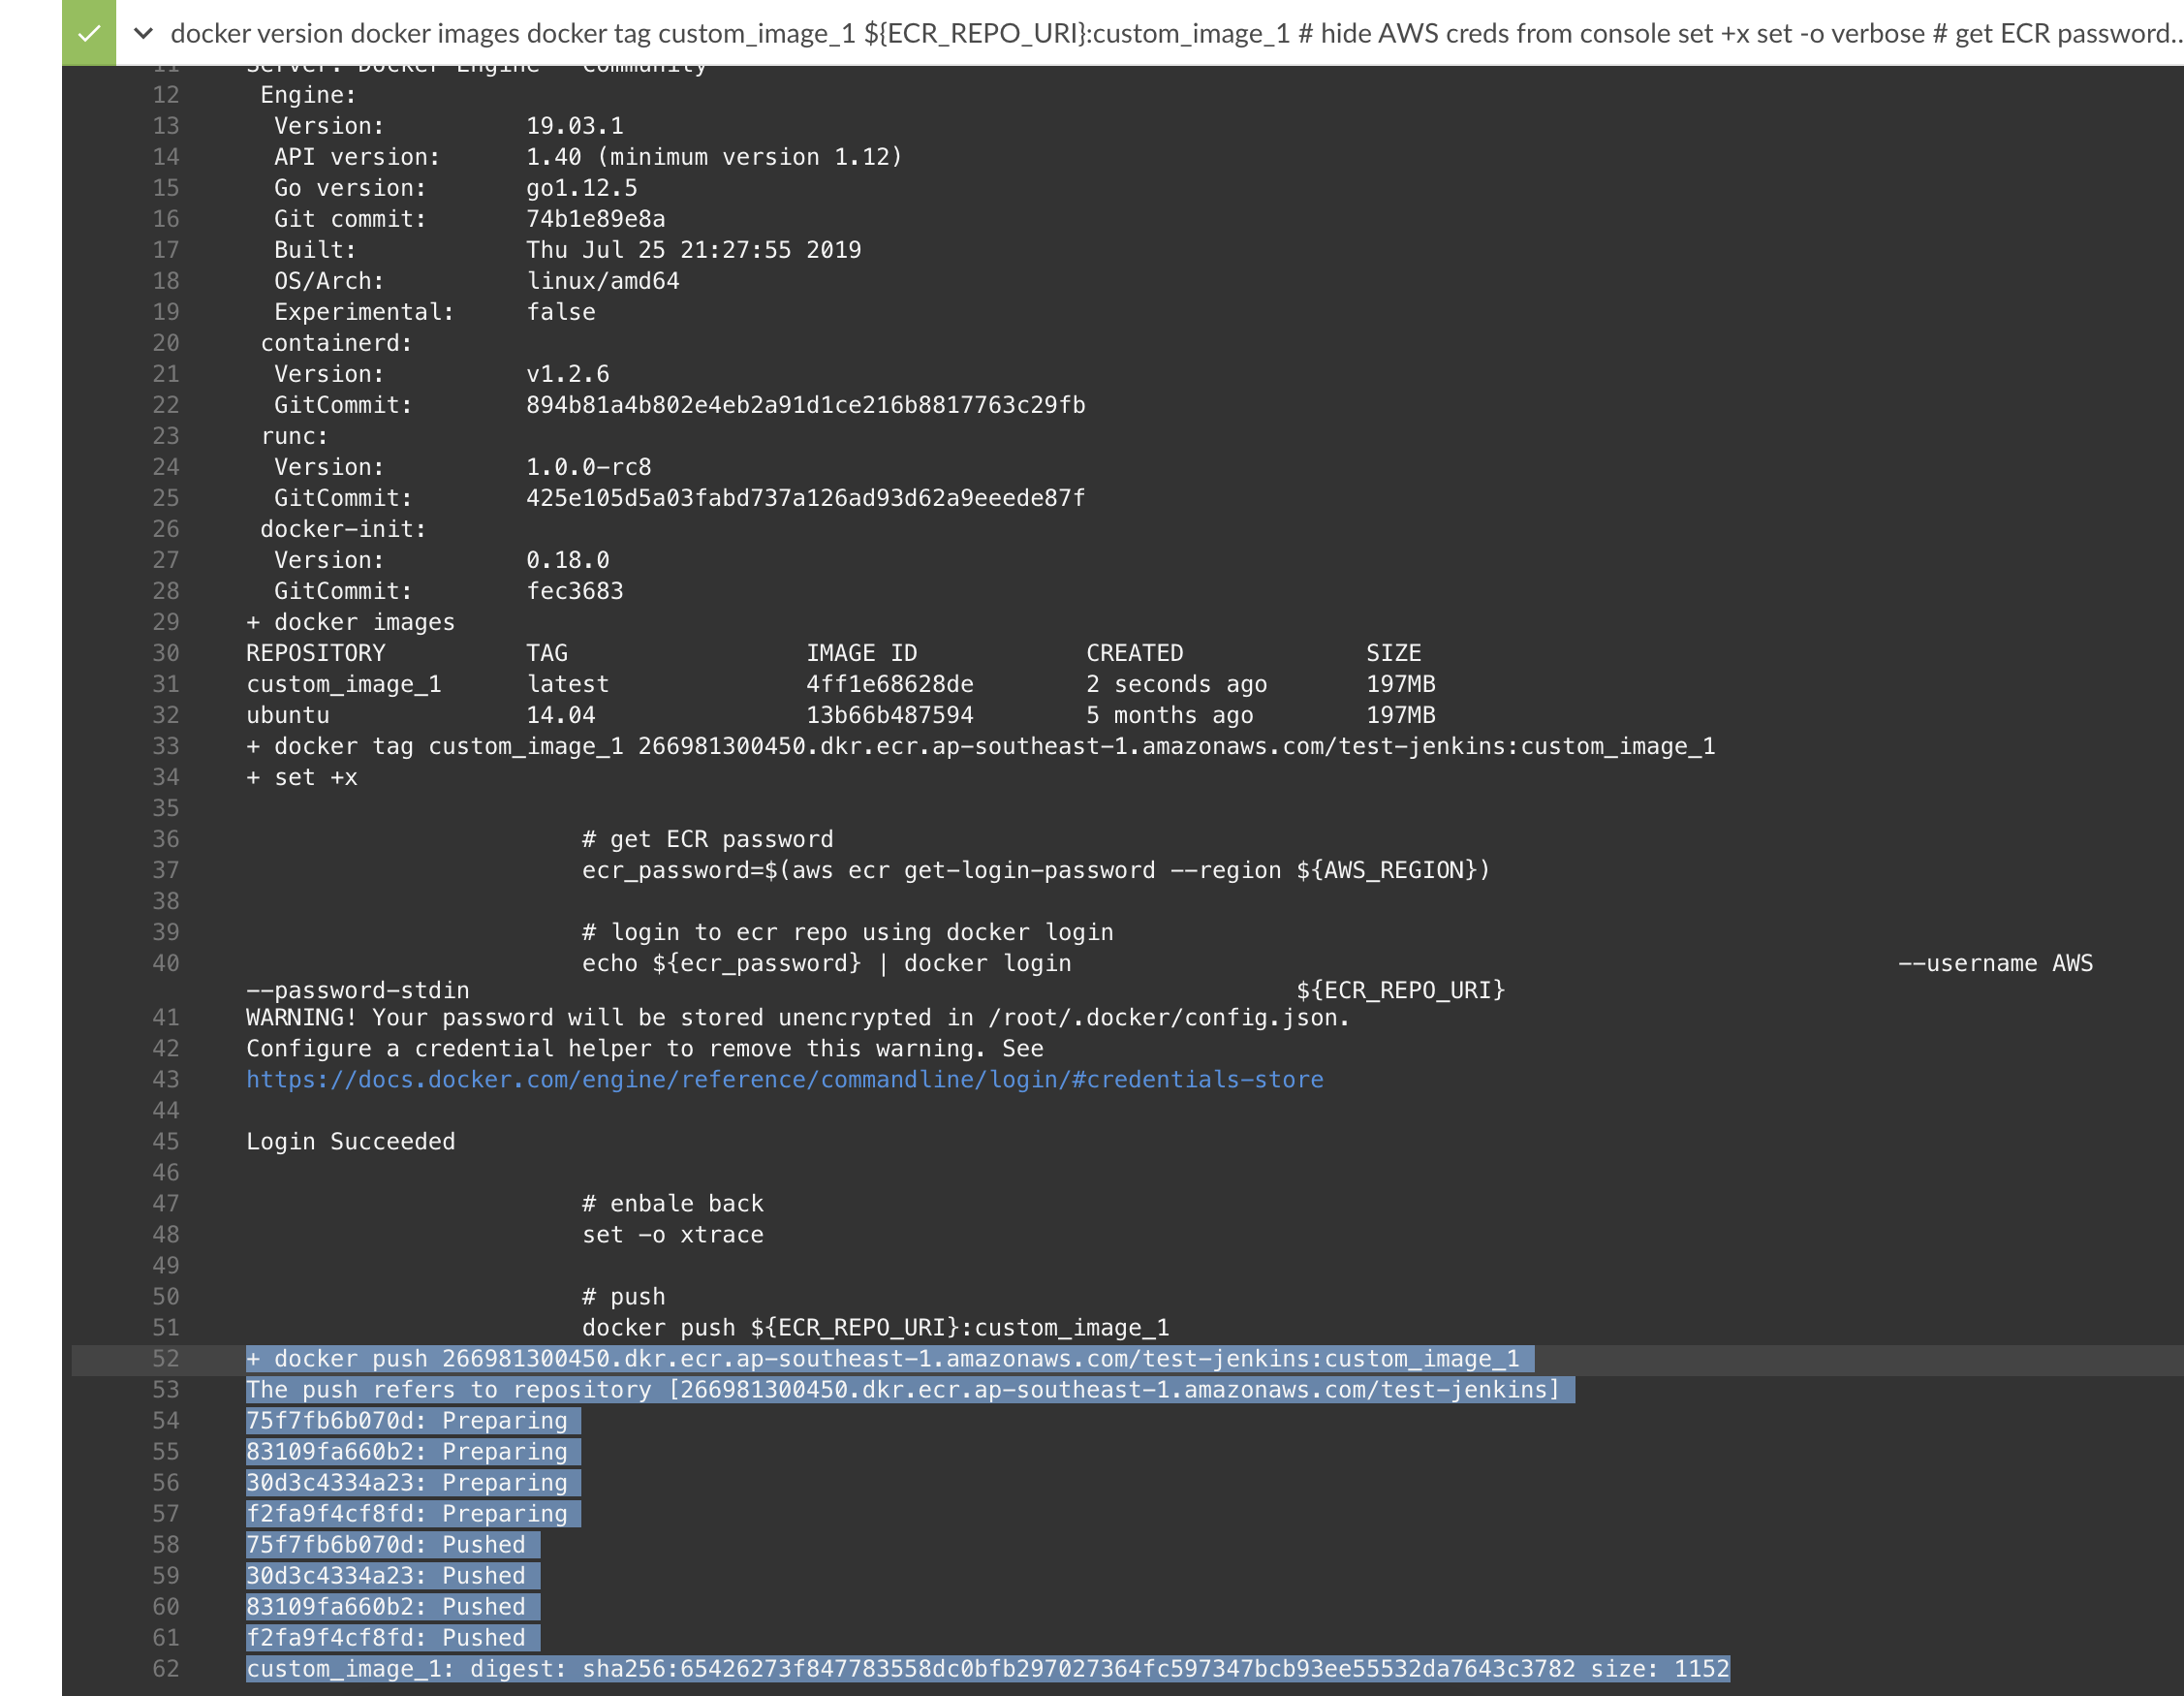 docker version docker images docker tag custom_image_1 ${ECR_REPO_URI}:custom_image_1 # hide AWS creds from console set +x set -o verbose # get ECR password...
11 Server: Docker Engine - Community
12 Engine:
13 Version: 19.03.1
14 API version: 1.40 (minimum version 1.12)
15 Go version: go1.12.5
16 Git commit: 74b1e89e8a
17 Built: Thu Jul 25 21:27:55 2019
18 OS/Arch: linux/amd64
19 Experimental: false
20 containerd:
21 Version: v1.2.6
22 GitCommit: 894b81a4b802e4eb2a91d1ce216b8817763c29fb
23 runc:
24 Version: 1.0.0-rc8
25 GitCommit: 425e105d5a03fabd737a126ad93d62a9eeede87f
26 docker-init:
27 Version: 0.18.0
28 GitCommit: fec3683
29 + docker images
30 REPOSITORY TAG IMAGE ID CREATED SIZE
31 custom_image_1 latest 4ff1e68628de 2 seconds ago 197MB
32 ubuntu 14.04 13b66b487594 5 months ago 197MB
33 + docker tag custom_image_1 266981300450.dkr.ecr.ap-southeast-1.amazonaws.com/test-jenkins:custom_image_1
34 + set +x
35
36 # get ECR password
37 ecr_password=$(aws ecr get-login-password --region ${AWS_REGION})
38
39 # login to ecr repo using docker login
40 echo ${ecr_password} | docker login --username AWS
--password-stdin ${ECR_REPO_URI}
41 WARNING! Your password will be stored unencrypted in /root/.docker/config.json.
42 Configure a credential helper to remove this warning. See
43 https://docs.docker.com/engine/reference/commandline/login/#credentials-store
44
45 Login Succeeded
46
47 # enbale back
48 set -o xtrace
49
50 # push
51 docker push ${ECR_REPO_URI}:custom_image_1
52 + docker push 266981300450.dkr.ecr.ap-southeast-1.amazonaws.com/test-jenkins:custom_image_1
53 The push refers to repository [266981300450.dkr.ecr.ap-southeast-1.amazonaws.com/test-jenkins]
54 75f7fb6b070d: Preparing
55 83109fa660b2: Preparing
56 30d3c4334a23: Preparing
57 f2fa9f4cf8fd: Preparing
58 75f7fb6b070d: Pushed
59 30d3c4334a23: Pushed
60 83109fa660b2: Pushed
61 f2fa9f4cf8fd: Pushed
62 custom_image_1: digest: sha256:65426273f847783558dc0bfb297027364fc597347bcb93ee55532da7643c3782 size: 1152